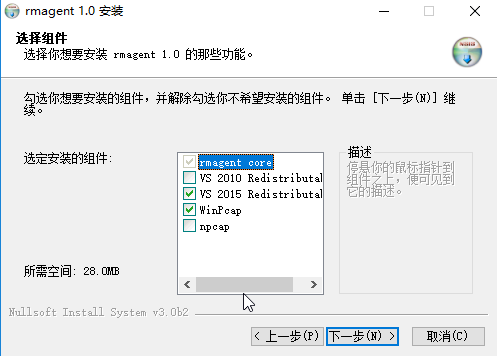 rmagent 1.0 安装
选择组件
选择你想要安装 rmagent 1.0 的那些功能。
勾选你想要安装的组件，并解除勾选你不希望安装的组件。 单击 [下一步(N)] 继
续。
选定安装的组件:
rmagent core
VS 2010 Redistributal
VS 2015 Redistributal
WinPcap
npcap
描述
停悬你的鼠标指针到
组件之上，便可见到
它的描述。
所需空间: 28.0MB
Nullsoft Install System v3.0b2
< 上一步(P)
下一步(N) >
取消(C)